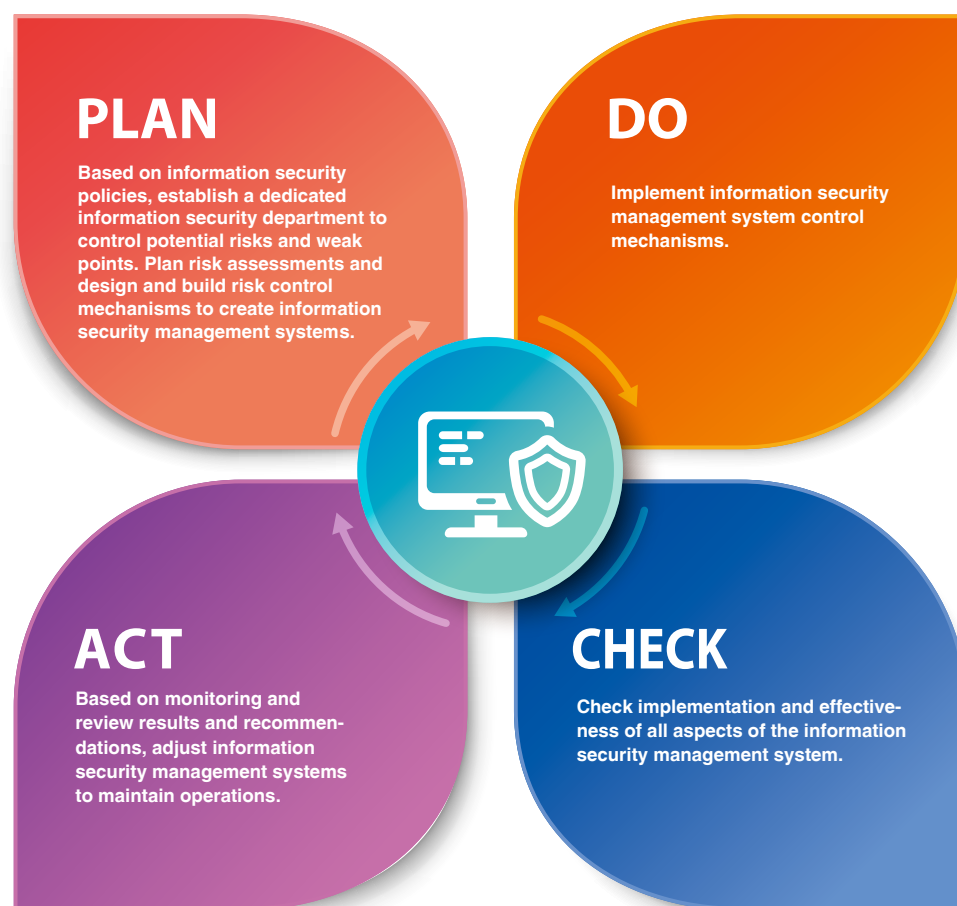 PLAN
Based on information security
policies, establish a dedicated
information security department to
control potential risks and weak
points. Plan risk assessments and
design and build risk control
mechanisms to create information
security management systems.
DO
Implement information security
management system control
mechanisms.
ACT
Based on monitoring and
review results and recommen-
dations, adjust information
security management systems
to maintain operations.
CHECK
Check implementation and effective-
ness of all aspects of the information
security management system.